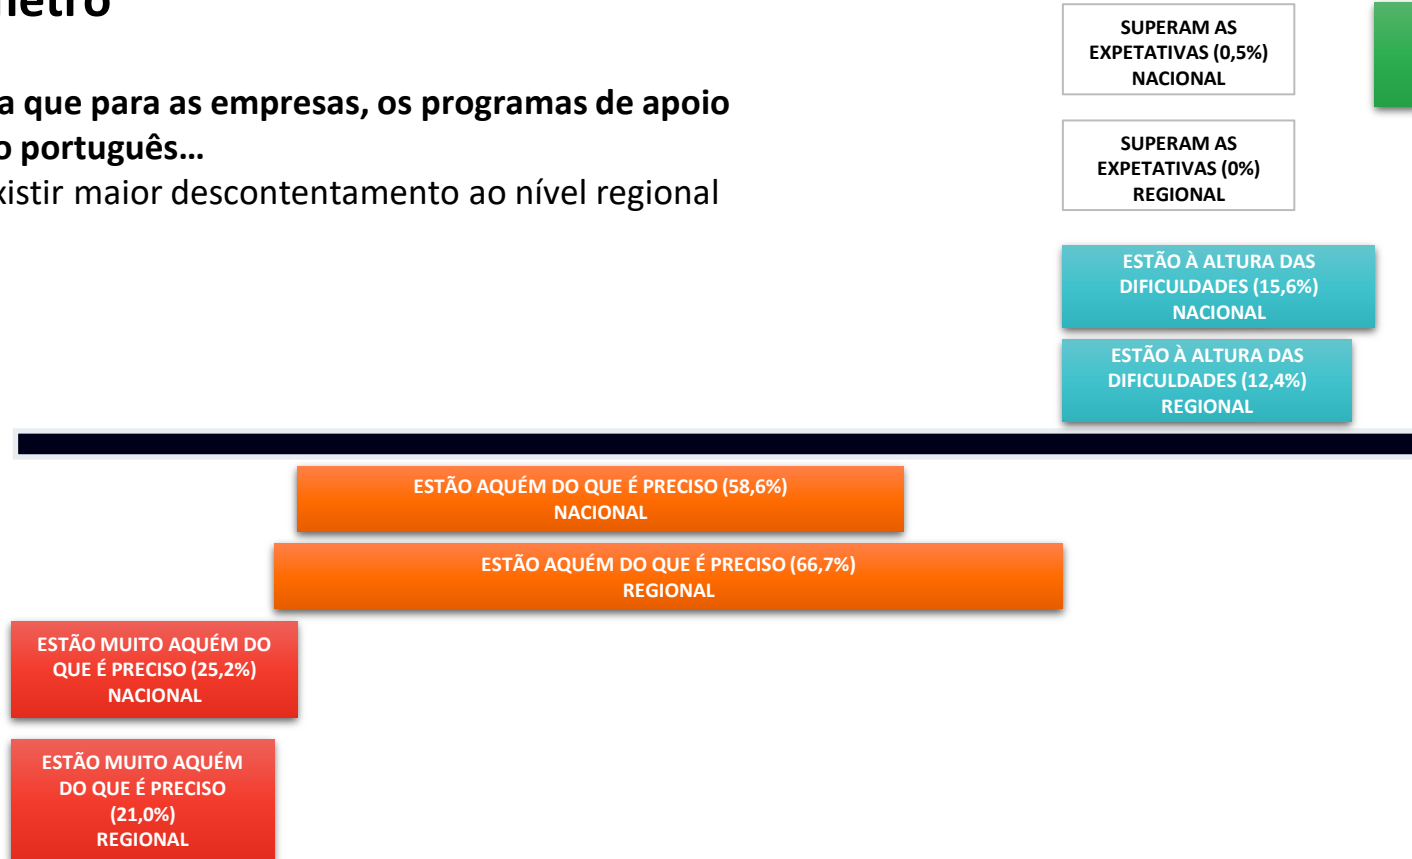 a que para as empresas, os programas de apoio
o português…
xistir maior descontentamento ao nível regional
SUPERAM AS
EXPETATIVAS (0,5%)
NACIONAL
SUPERAM AS
EXPETATIVAS (0%)
REGIONAL
ESTÃO À ALTURA DAS
DIFICULDADES (15,6%)
NACIONAL
ESTÃO À ALTURA DAS
DIFICULDADES (12,4%)
REGIONAL
ESTÃO AQUÉM DO QUE É PRECISO (58,6%)
NACIONAL
ESTÃO AQUÉM DO QUE É PRECISO (66,7%)
REGIONAL
ESTÃO MUITO AQUÉM DO
QUE É PRECISO (25,2%)
NACIONAL
ESTÃO MUITO AQUÉM
DO QUE É PRECISO
(21,0%)
REGIONAL